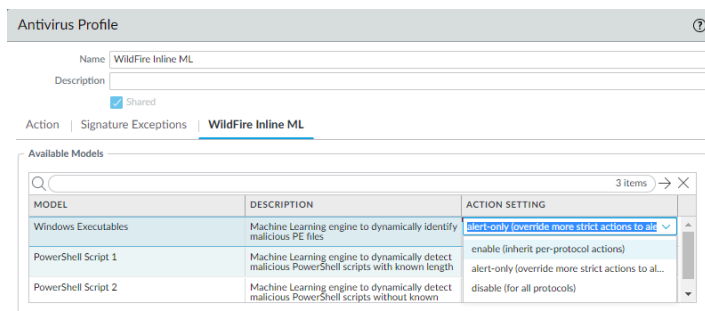 Antivirus Profile
?
Name WildFire Inline ML
Description
Shared
Action | Signature Exceptions | WildFire Inline ML
Available Models
3 items
MODEL DESCRIPTION ACTION SETTING
Windows Executables
Machine Learning engine to dynamically identify
malicious PE files
alert-only (override more strict actions to ale
enable (inherit per-protocol actions)
alert-only (override more strict actions to al...
disable (for all protocols)
PowerShell Script 1
Machine Learning engine to dynamically detect
malicious PowerShell scripts with known length
PowerShell Script 2
Machine Learning engine to dynamically detect
malicious PowerShell scripts without known